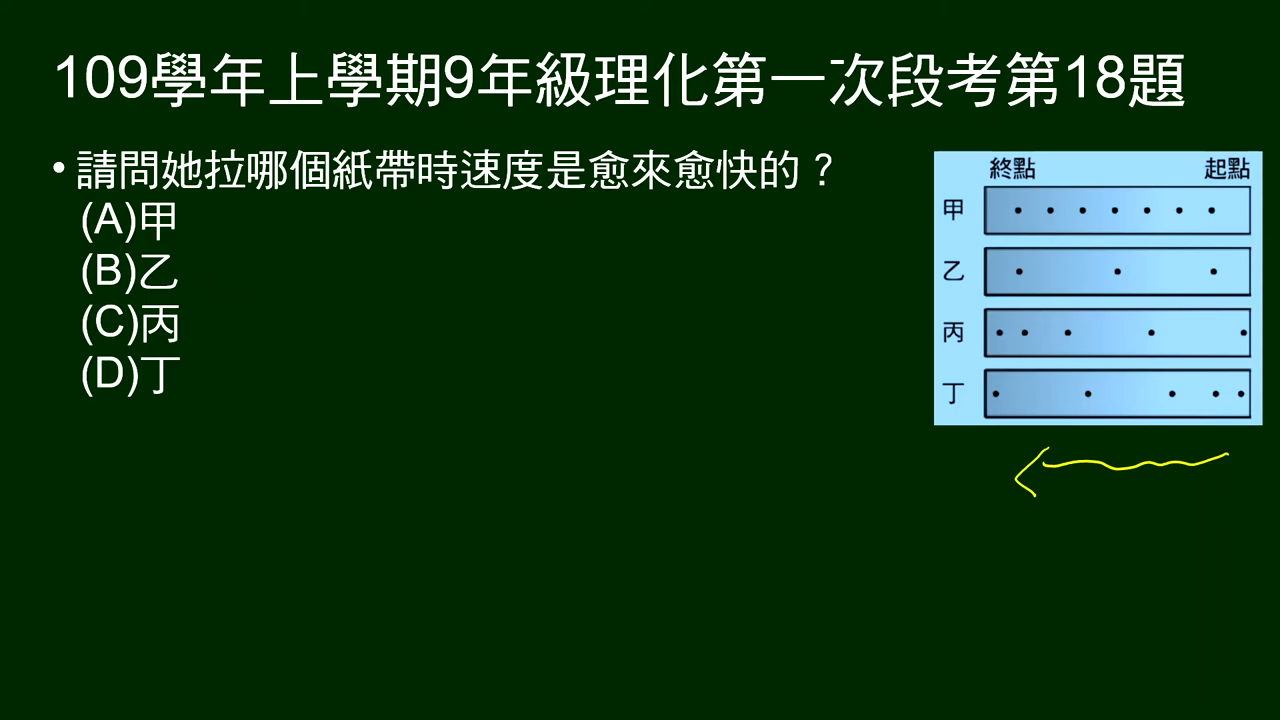 109學年上學期9年級理化第一次段考第18題
• 請問她拉哪個紙帶時速度是愈來愈快的？
(A)甲
(B)乙
(C)丙
(D)丁
終點 起點
甲
乙
丙
丁